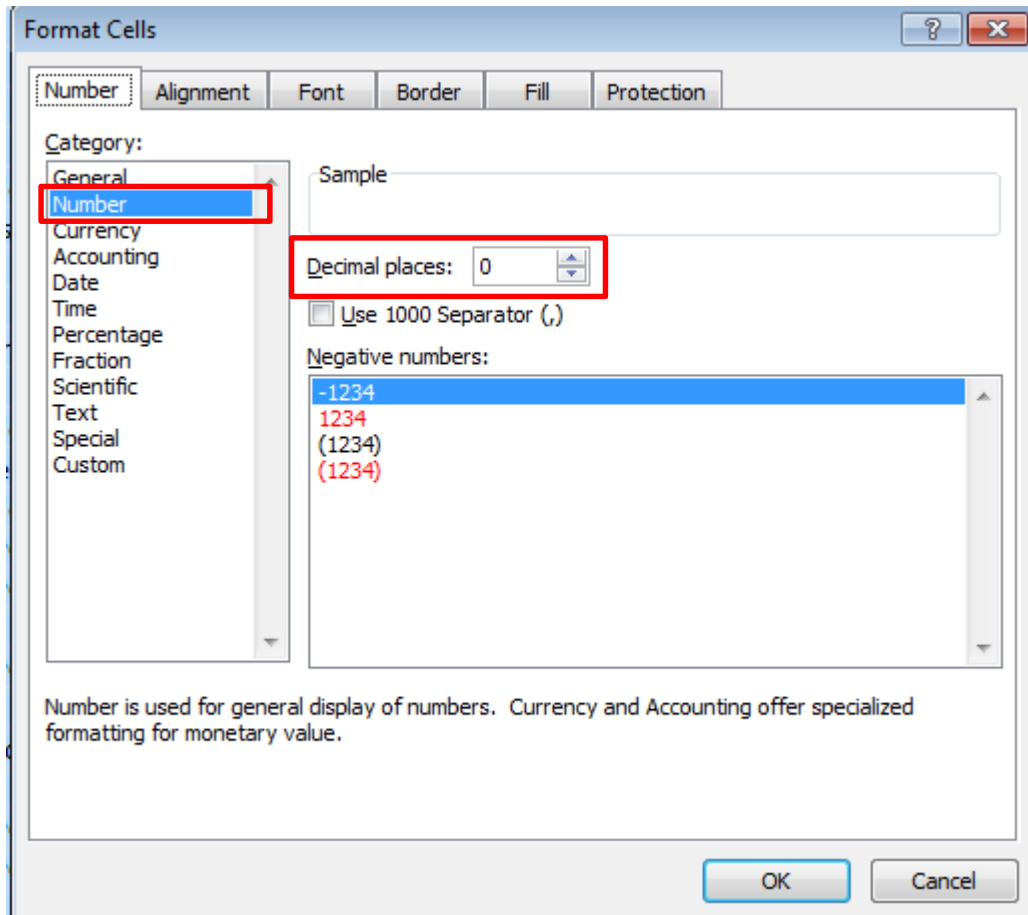 Format Cells
Number Alignment Font Border Fill Protection
Category:
General
Number
Currency
Accounting
Date
Time
Percentage
Fraction
Scientific
Text
Special
Custom
Sample
Decimal places: 0
Use 1000 Separator (,)
Negative numbers:
-1234
1234
(1234)
(1234)
Number is used for general display of numbers.  Currency and Accounting offer specialized
formatting for monetary value.
OK Cancel